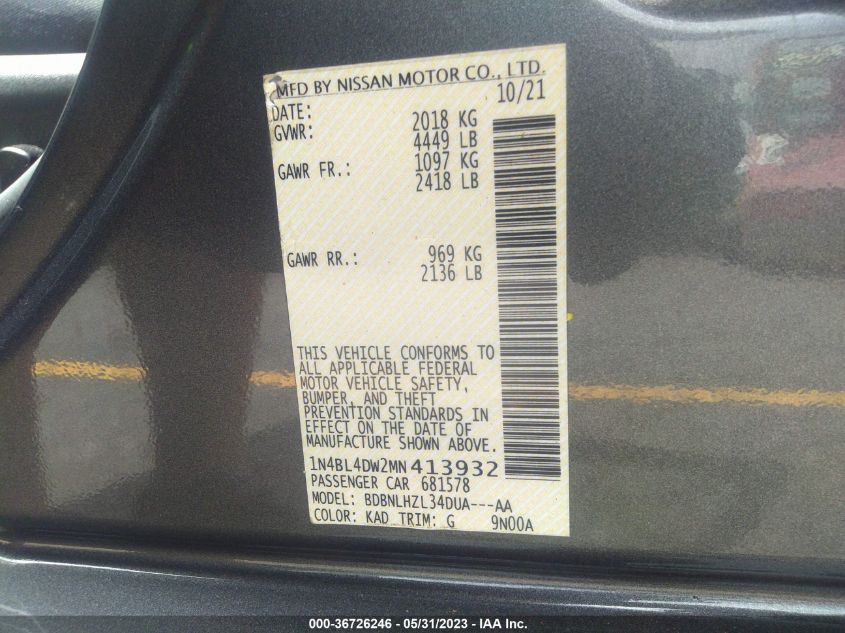 MFD BY NISSAN MOTOR CO., LTD.
DATE: 10/21
GVWR: 2018 KG
4449 LB
GAWR FR.: 1097 KG
2418 LB
GAWR RR.: 969 KG
2136 LB
THIS VEHICLE CONFORMS TO
ALL APPLICABLE FEDERAL
MOTOR VEHICLE SAFETY,
BUMPER, AND THEFT
PREVENTION STANDARDS IN
EFFECT ON THE DATE OF
MANUFACTURE SHOWN ABOVE.
1N4BL4DW2MN413932
PASSENGER CAR 681578
MODEL: BDBNLHZL34DUA---AA
COLOR: KAD TRIM: G 9N00A
000-36726246 - 05/31/2023 - IAA Inc.